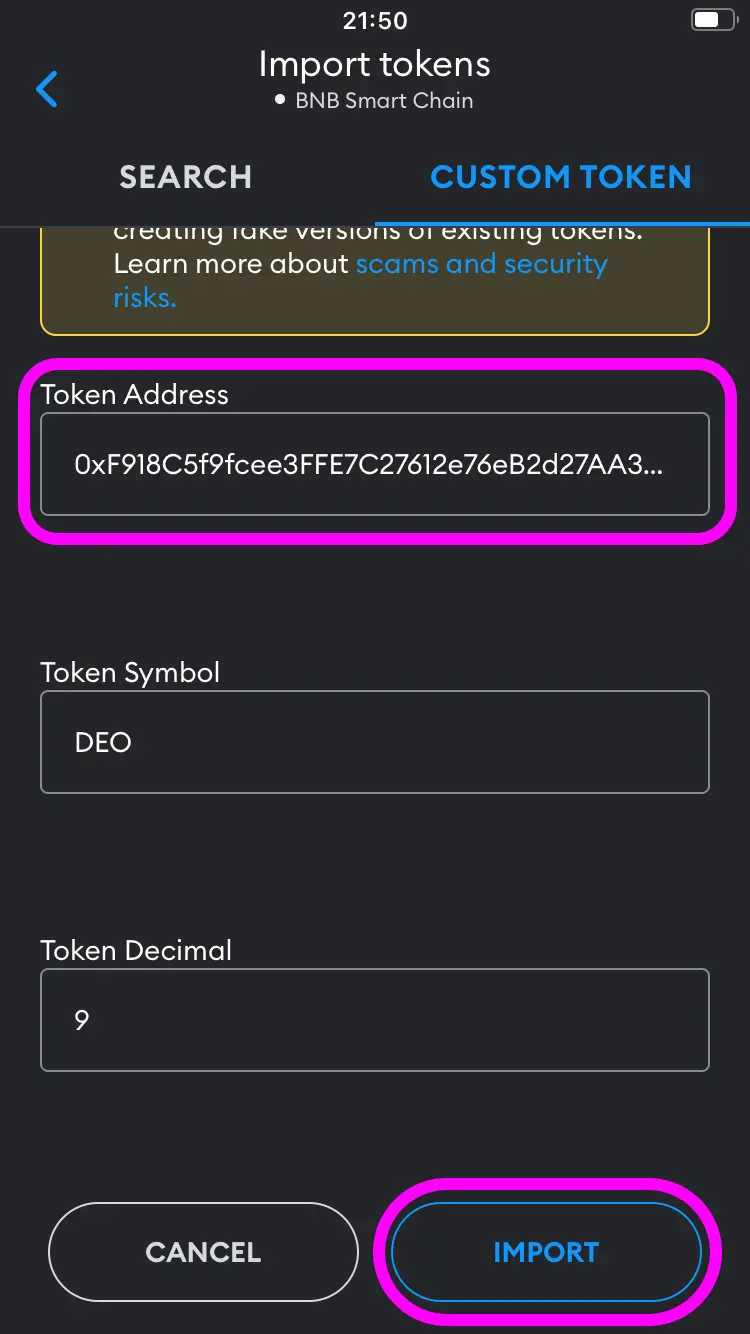 21:50
Import tokens
BNB Smart Chain
SEARCH
CUSTOM TOKEN
creating fake versions of existing tokens.
Learn more about scams and security
risks.
Token Address
0xF918C5f9fcee3FFE7C27612e76eB2d27AA3...
Token Symbol
DEO
Token Decimal
9
CANCEL
IMPORT